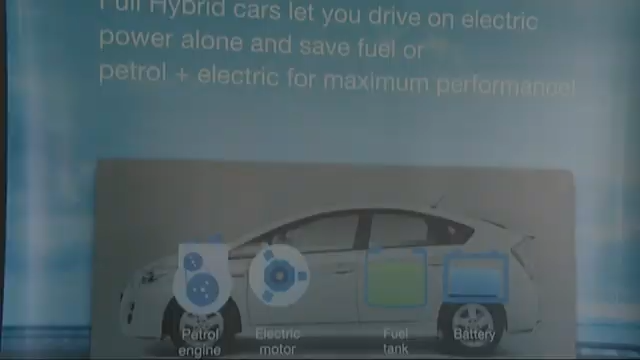 Full Hybrid cars let you drive on electric
power alone and save fuel or
petrol + electric for maximum performance!
Petrol
engine
Electric
motor
Fuel
tank
Battery